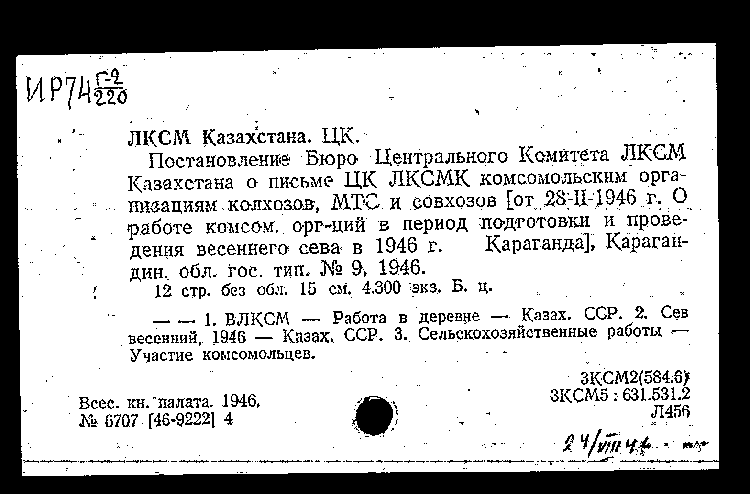 ИР74 Г-2/220
ЛКСМ Казахстана. ЦК.
Постановление Бюро Центрального Комитета ЛКСМ
Казахстана о письме ЦК ЛКСМК комсомольским орга-
низациям колхозов, МТС и совхозов [от 28-II-1946 г. О
работе комсом. орг-ций в период подготовки и прове-
дения весеннего сева в 1946 г. Караганда], Караган-
дин. обл. гос. тип. № 9, 1946.
12 стр. без обл. 15 см. 4.300 экз. Б. ц.
— — 1. ВЛКСМ — Работа в деревне — Казах. ССР. 2. Сев
весенний, 1946 — Казах. ССР. 3. Сельскохозяйственные работы —
Участие комсомольцев.
3КСМ2(584.6)
3КСМ5 : 631.531.2
Л456
Всес. кн. палата. 1946.
№ 6707 [46-9222] 4
24/VIII